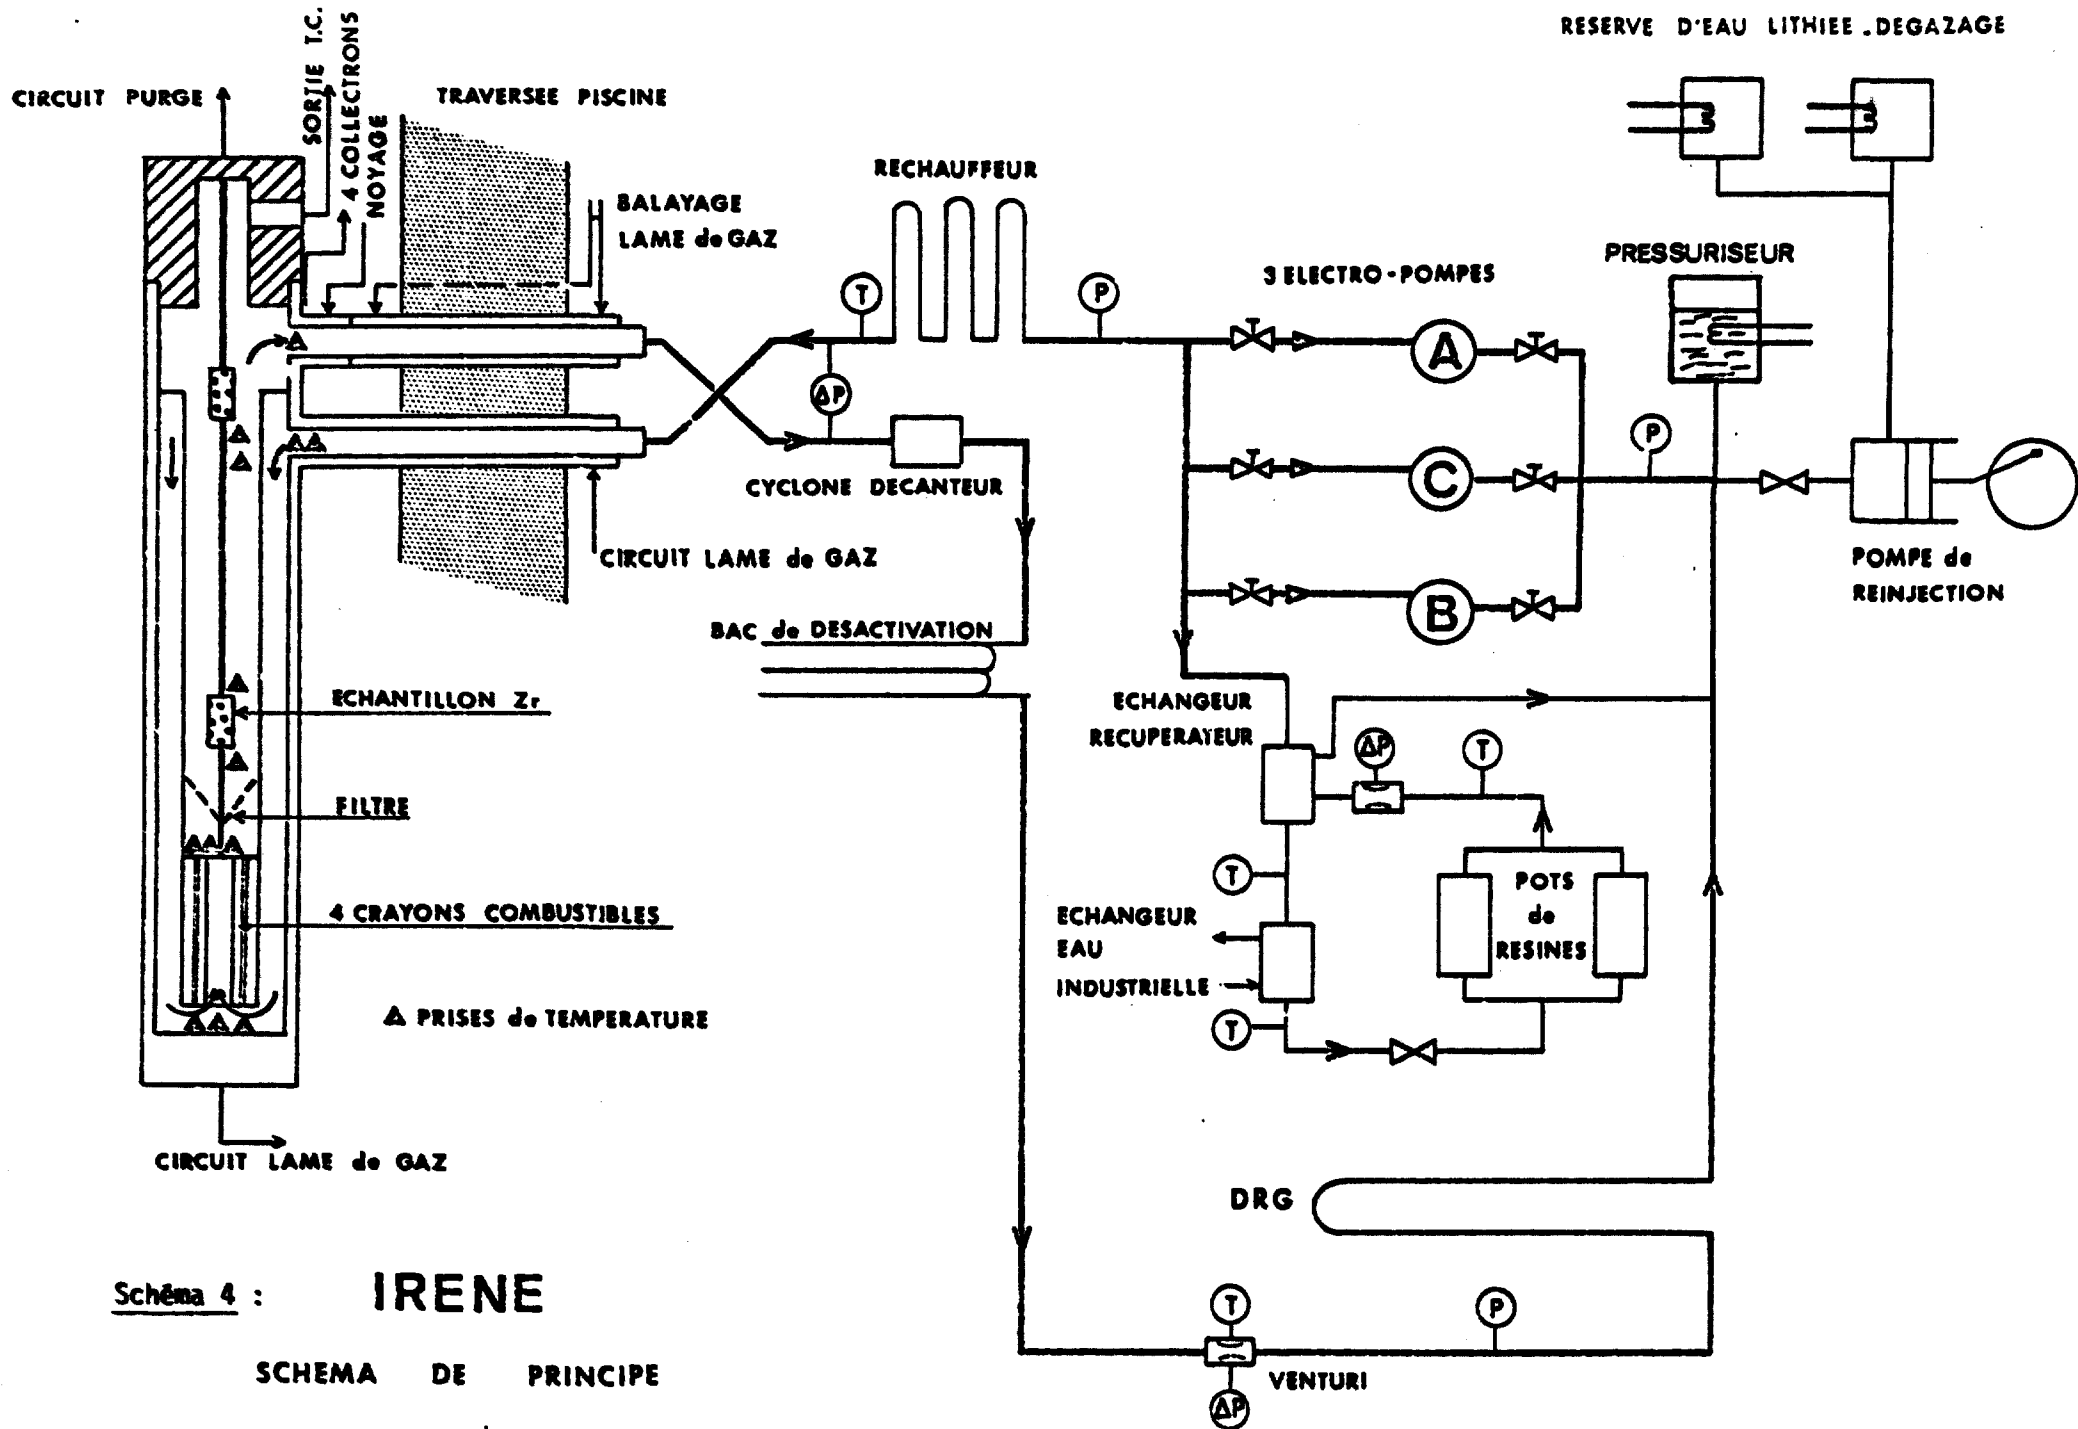 RESERVE D'EAU LITHIEE . DEGAZAGE
CIRCUIT PURGE
SORTIE T.C.
4 COLLECTRONS
NOYAGE
TRAVERSEE PISCINE
BALAYAGE
LAME de GAZ
RECHAUFFEUR
T
P
ΔP
3 ELECTRO-POMPES
PRESSURISEUR
A
C
B
P
CYCLONE DECANTEUR
CIRCUIT LAME de GAZ
POMPE de
REINJECTION
BAC de DESACTIVATION
ECHANTILLON Zr
ECHANGEUR
RECUPERATEUR
ΔP
T
FILTRE
T
POTS
de
RESINES
4 CRAYONS COMBUSTIBLES
ECHANGEUR
EAU
INDUSTRIELLE
T
Δ PRISES de TEMPERATURE
CIRCUIT LAME de GAZ
DRG
Schéma 4 : IRENE
SCHEMA DE PRINCIPE
T
P
VENTURI
ΔP